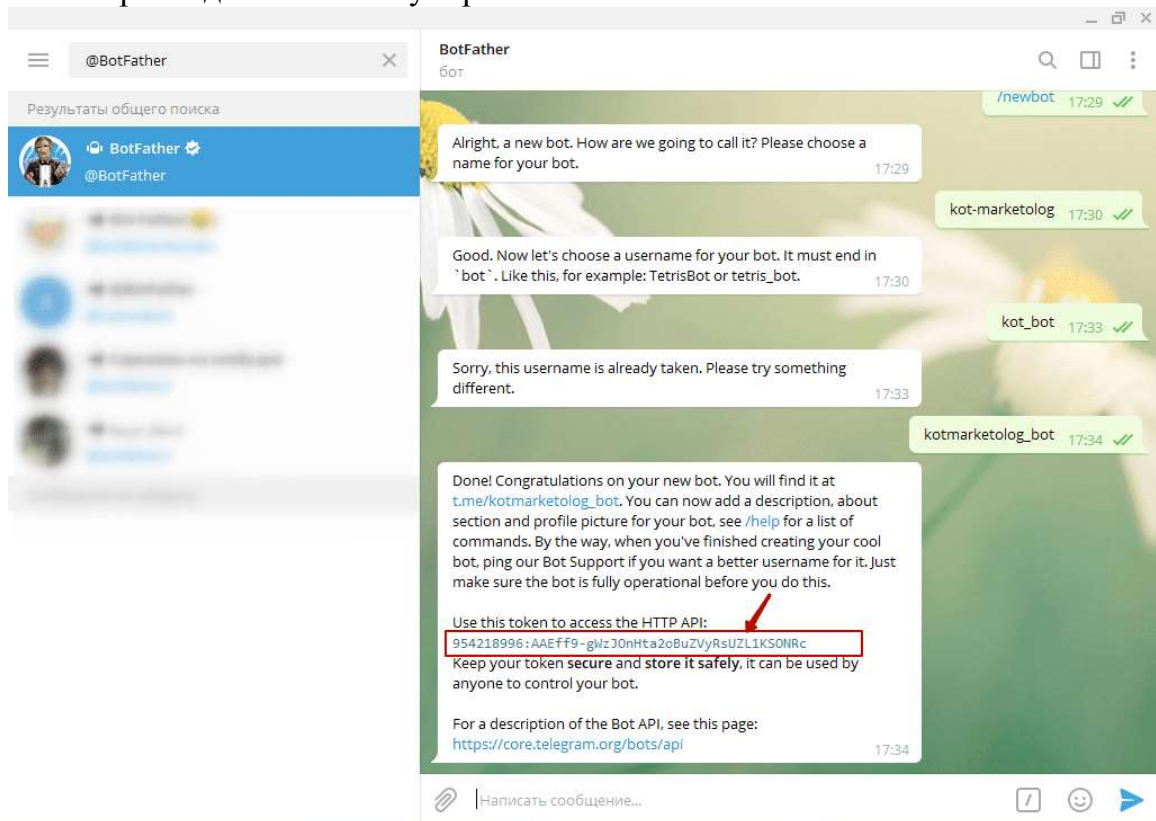 @BotFather
Результаты общего поиска
BotFather
@BotFather
BotFather
бот
/newbot 17:29
Alright, a new bot. How are we going to call it? Please choose a
name for your bot. 17:29
kot-marketolog 17:30
Good. Now let's choose a username for your bot. It must end in
`bot`. Like this, for example: TetrisBot or tetris_bot. 17:30
kot_bot 17:33
Sorry, this username is already taken. Please try something
different. 17:33
kotmarketolog_bot 17:34
Done! Congratulations on your new bot. You will find it at
t.me/kotmarketolog_bot. You can now add a description, about
section and profile picture for your bot, see /help for a list of
commands. By the way, when you've finished creating your cool
bot, ping our Bot Support if you want a better username for it. Just
make sure the bot is fully operational before you do this.
Use this token to access the HTTP API:
954218996:AAEff9-gWzJOnHta2oBuZVyRsUZL1KSONRc
Keep your token secure and store it safely, it can be used by
anyone to control your bot.
For a description of the Bot API, see this page:
https://core.telegram.org/bots/api 17:34
Написать сообщение...